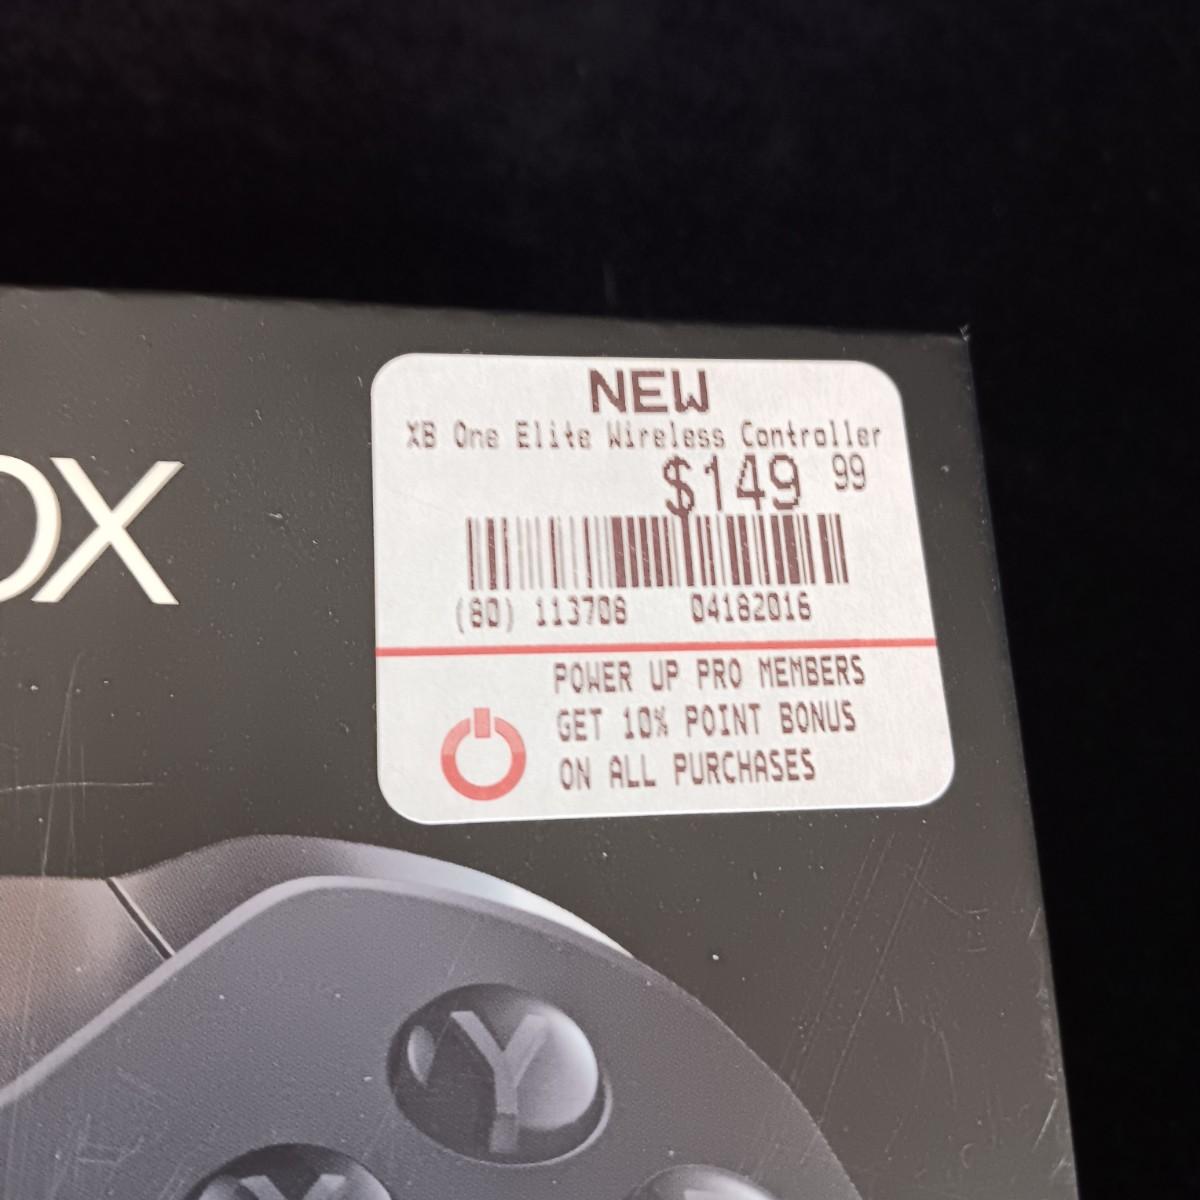 NEW
XB One Elite Wireless Controller
$149 99
(80) 113708 04182016
POWER UP PRO MEMBERS
GET 10% POINT BONUS
ON ALL PURCHASES
OX
Y
X